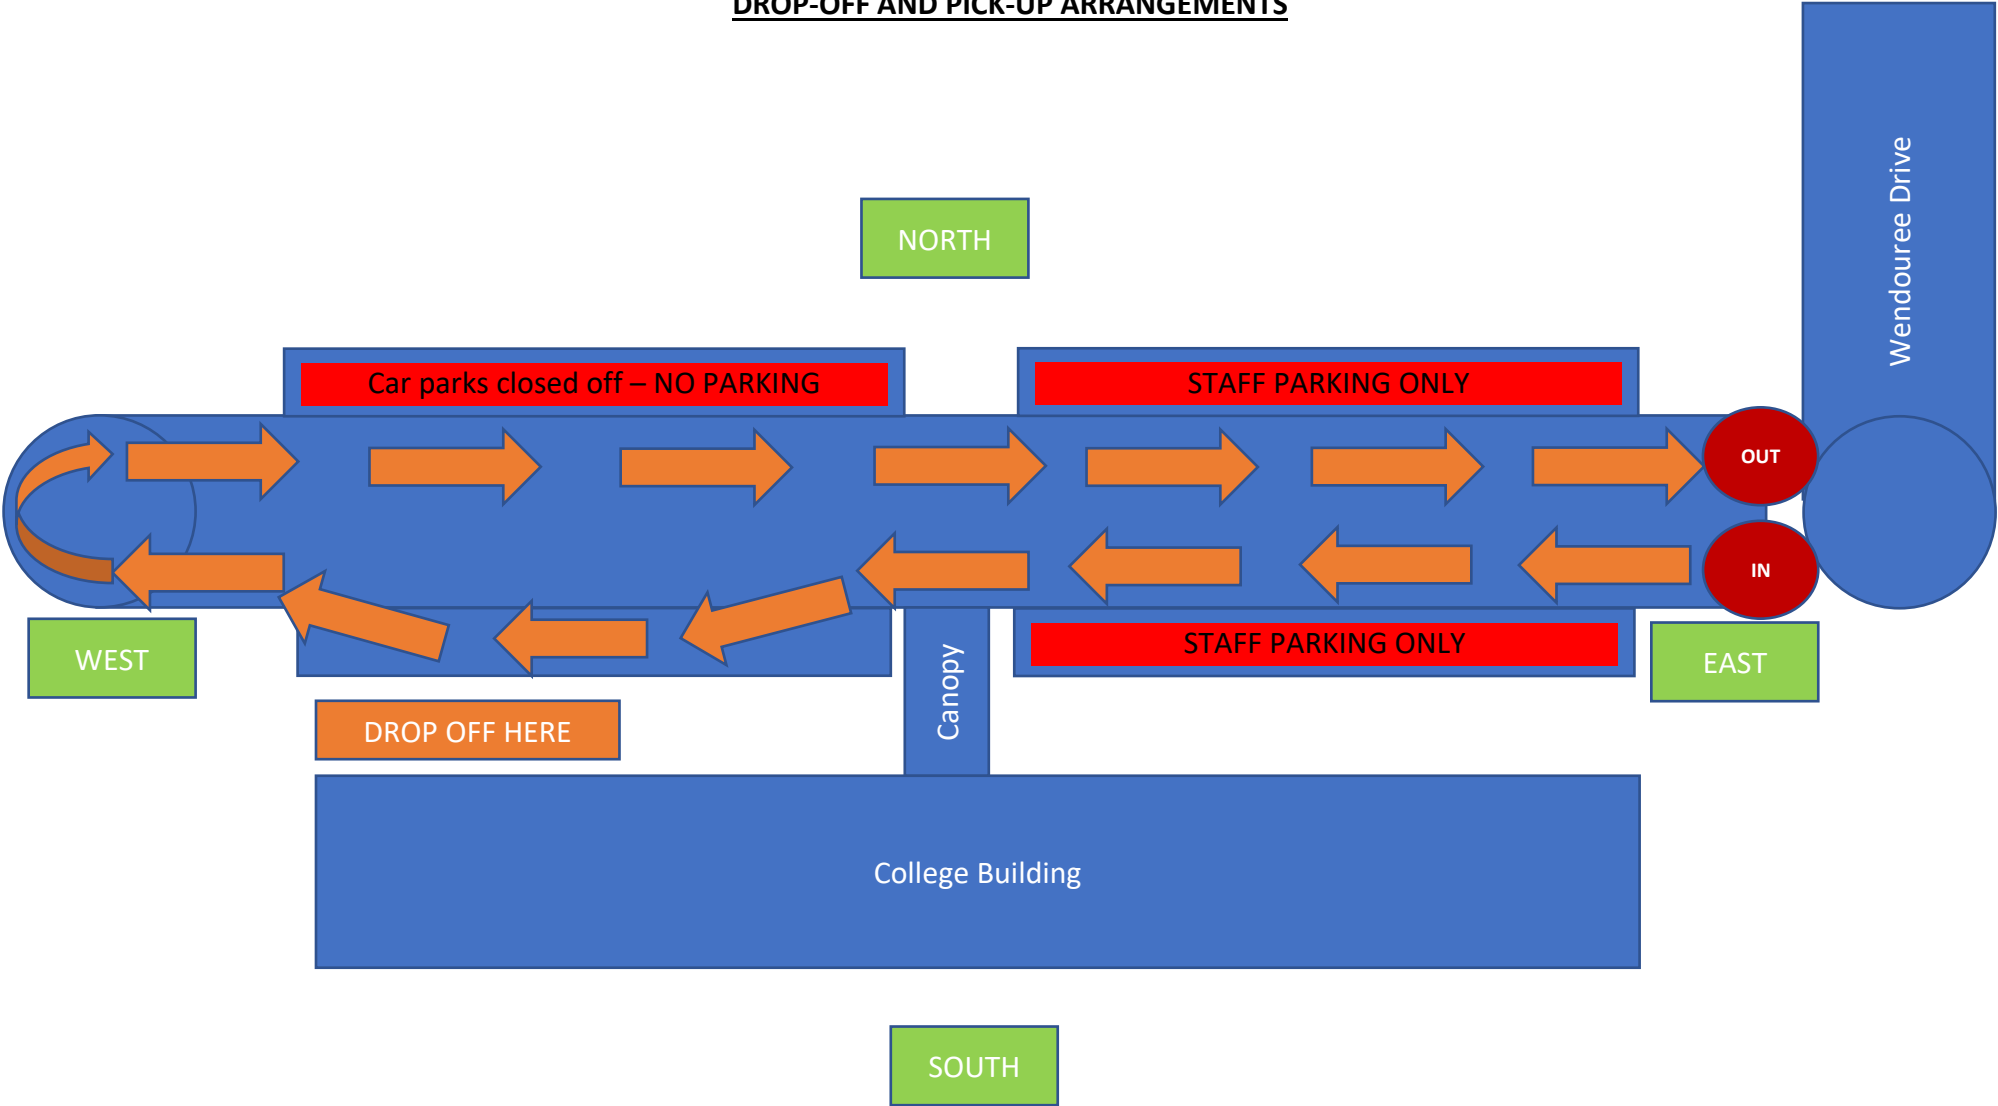 DROP-OFF AND PICK-UP ARRANGEMENTS
Wendouree Drive
NORTH
Car parks closed off – NO PARKING
STAFF PARKING ONLY
OUT
IN
WEST
STAFF PARKING ONLY
EAST
Canopy
DROP OFF HERE
College Building
SOUTH